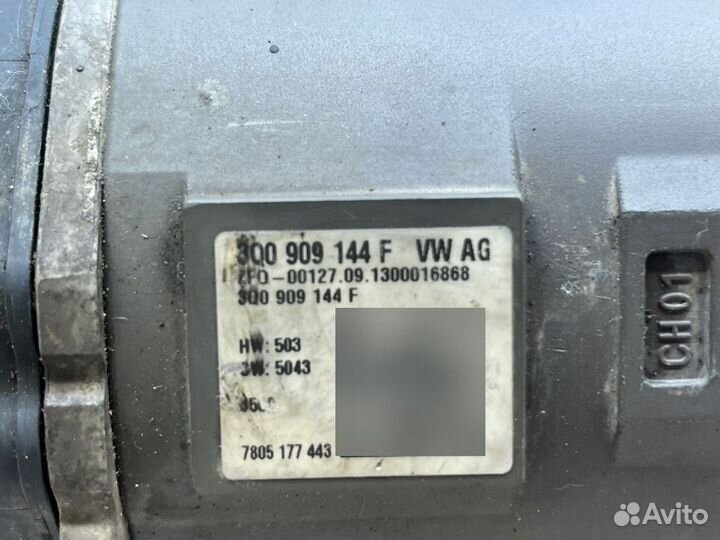 3Q0 909 144 F VW AG
ZFO-00127.09.1300016868
3Q0 909 144 F
HW: 503
SW: 5043
7805 177 443
CH01
Avito